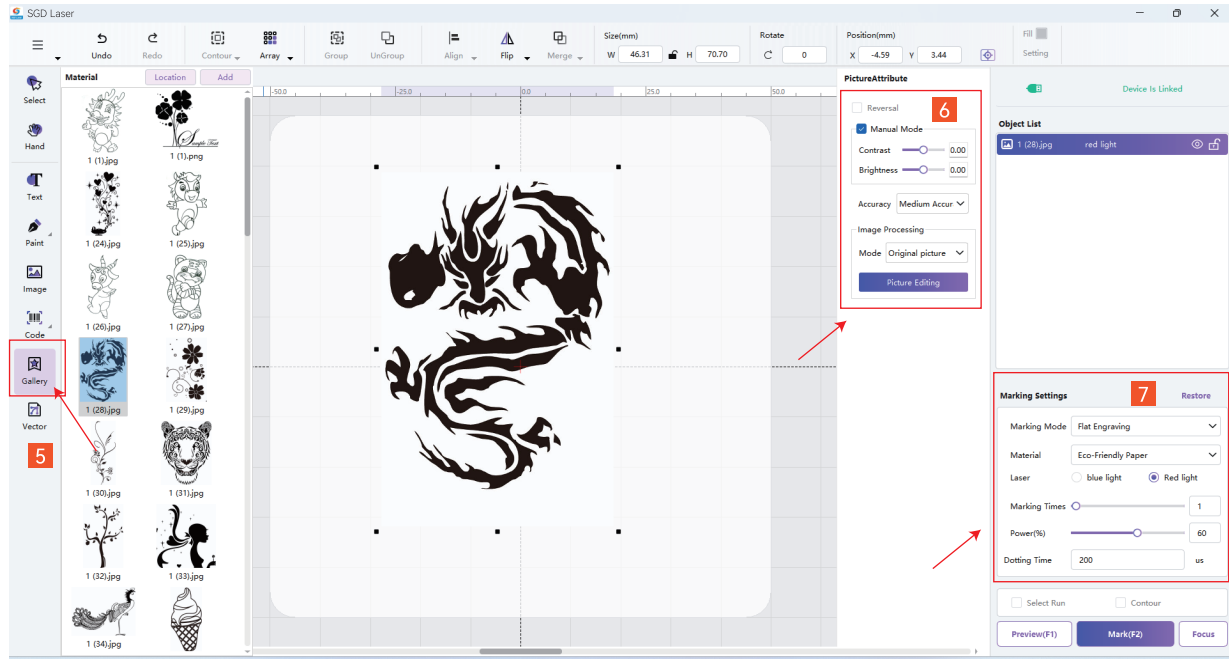 SGD Laser
Undo
Redo
Contour
Array
Group
UnGroup
Align
Flip
Merge
Size(mm)
W 46.31 H 70.70
Rotate
0
Position(mm)
X -4.59 Y 3.44
Fill
Setting
Select
Hand
Text
Paint
Image
Code
Gallery
Vector
5
Material Location Add
1 (1).jpg 1 (1).png
Sample Text
1 (24).jpg 1 (25).jpg
1 (26).jpg 1 (27).jpg
1 (28).jpg 1 (29).jpg
1 (30).jpg 1 (31).jpg
1 (32).jpg 1 (33).jpg
1 (34).jpg
-50.0 -25.0 0.0 25.0 50.0
PictureAttribute
Reversal
6
Manual Mode
Contrast 0.00
Brightness 0.00
Accuracy Medium Accur
Image Processing
Mode Original picture
Picture Editing
Device Is Linked
Object List
1 (28).jpg red light
Marking Settings 7 Restore
Marking Mode Flat Engraving
Material Eco-Friendly Paper
Laser blue light Red light
Marking Times 1
Power(%) 60
Dotting Time 200 us
Select Run Contour
Preview(F1) Mark(F2) Focus